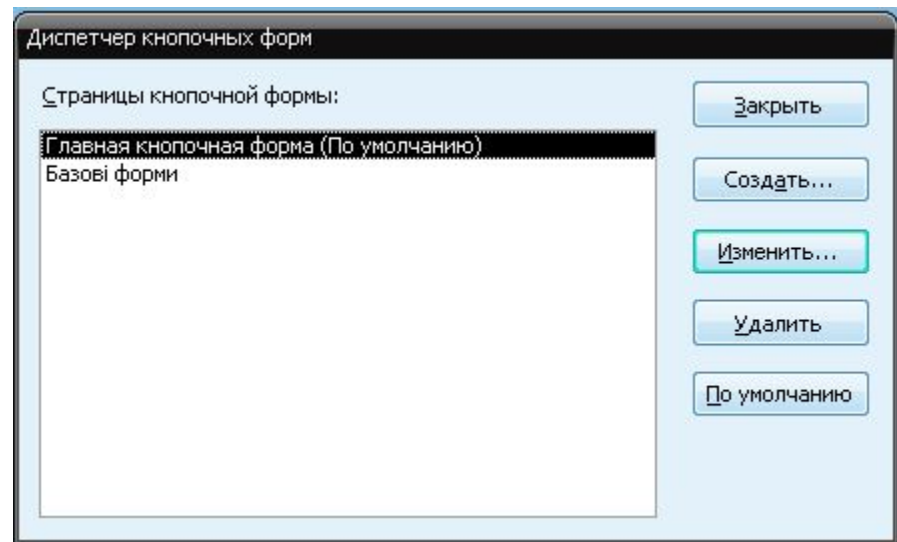 Диспетчер кнопочных форм
Страницы кнопочной формы:
Главная кнопочная форма (По умолчанию)
Базові форми
Закрыть
Создать...
Изменить...
Удалить
По умолчанию